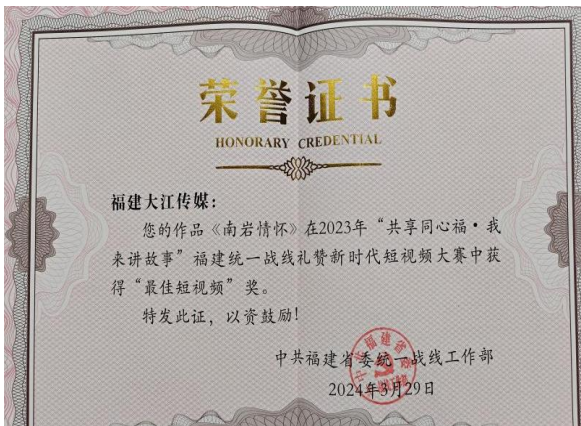 荣誉证书
HONORARY CREDENTIAL
福建大江传媒：
您的作品《南岩情怀》在2023年“共享同心福·我
来讲故事”福建统一战线礼赞新时代短视频大赛中获
得“最佳短视频”奖。
特发此证，以资鼓励！
中共福建省委统一战线工作部
2024年3月29日